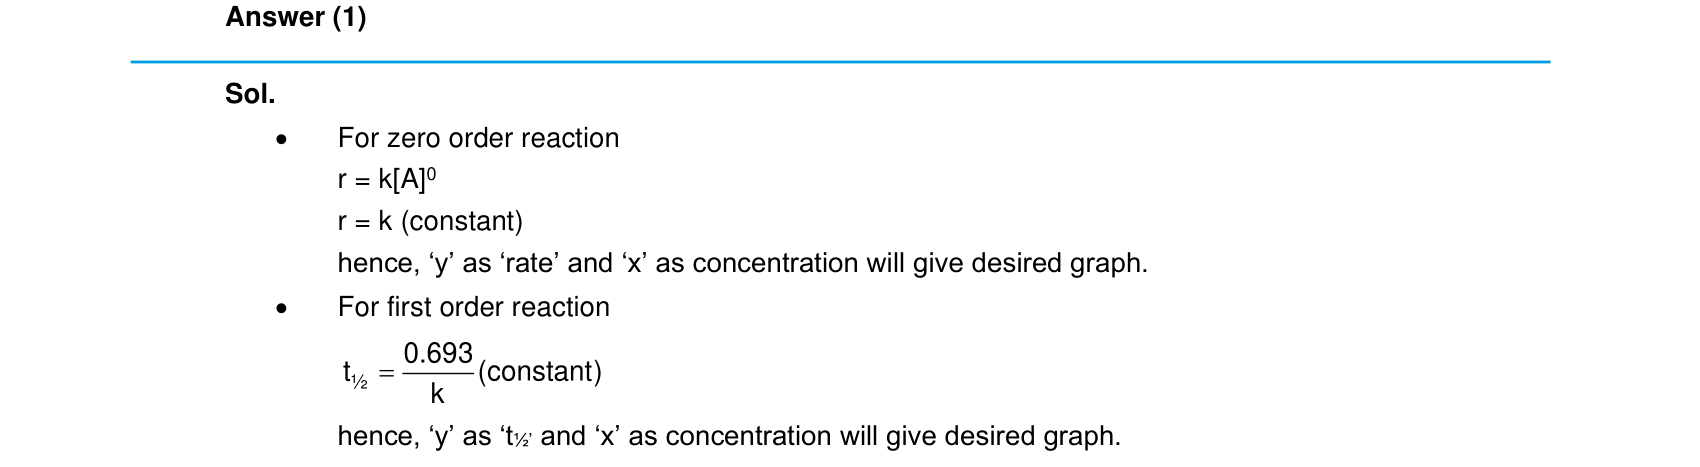 Answer (1)
Sol.
• For zero order reaction
r = k[A]⁰
r = k (constant)
hence, ‘y’ as ‘rate’ and ‘x’ as concentration will give desired graph.
• For first order reaction
t½ = 0.693/k (constant)
hence, ‘y’ as ‘t½’ and ‘x’ as concentration will give desired graph.